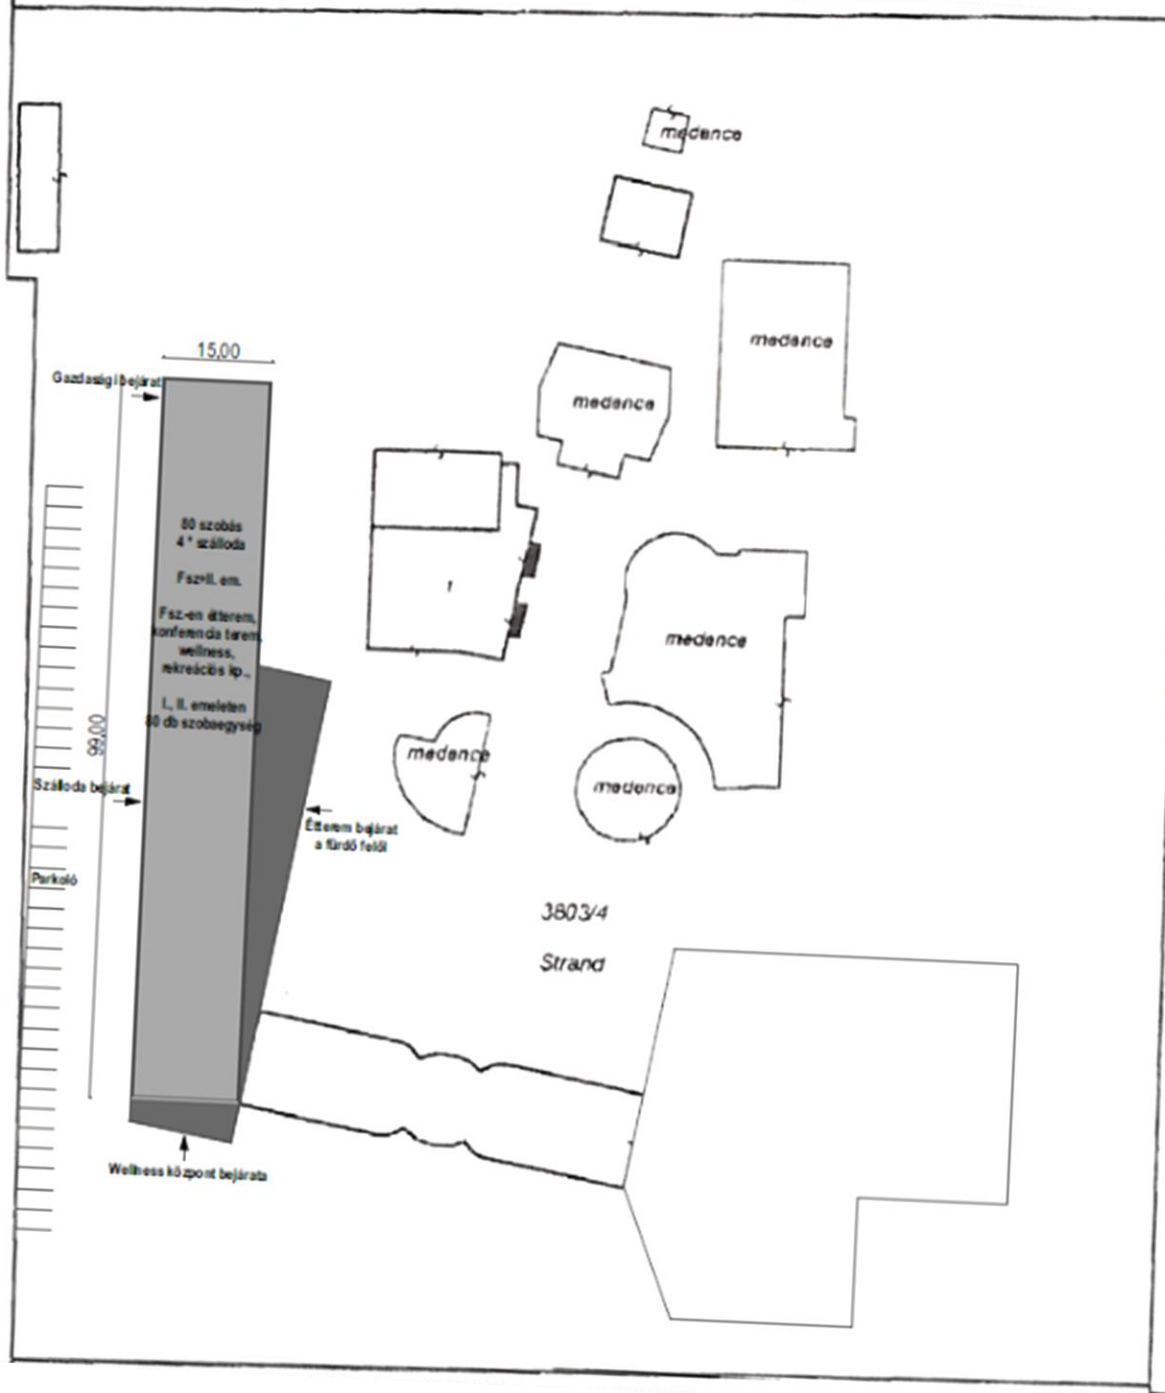 medence
medence
15,00
Gazdasági bejárat
medence
80 szobás
4 * szálloda
Fsz+II. em.
Fsz.-en étterem,
konferencia terem,
wellness,
rekreációs kp.,
I., II. emeleten
80 db szobaegység
1
medence
99,00
medence
Szálloda bejárat
medence
Étterem bejárat
a fürdő felől
Parkoló
3803/4
Strand
Wellness központ bejárata